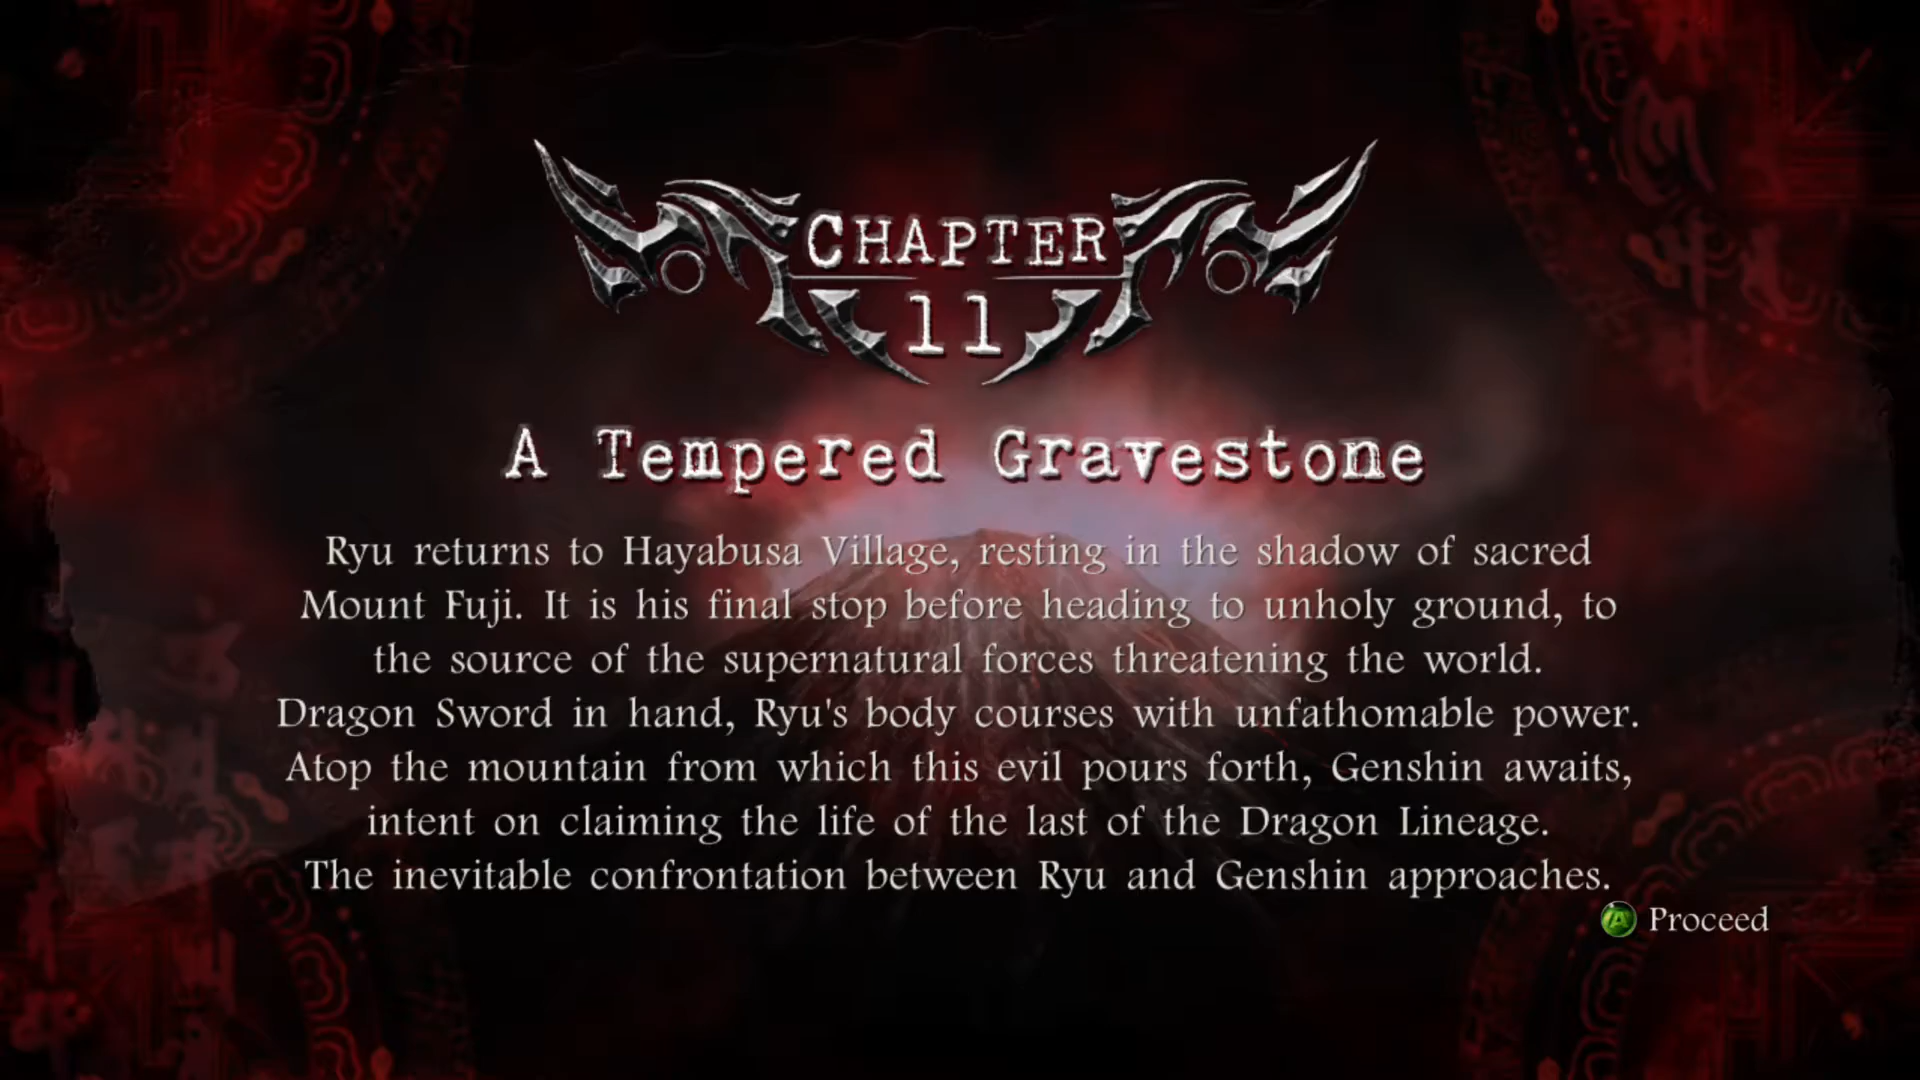 CHAPTER
11
A Tempered Gravestone
Ryu returns to Hayabusa Village, resting in the shadow of sacred
Mount Fuji. It is his final stop before heading to unholy ground, to
the source of the supernatural forces threatening the world.
Dragon Sword in hand, Ryu's body courses with unfathomable power.
Atop the mountain from which this evil pours forth, Genshin awaits,
intent on claiming the life of the last of the Dragon Lineage.
The inevitable confrontation between Ryu and Genshin approaches.
A Proceed